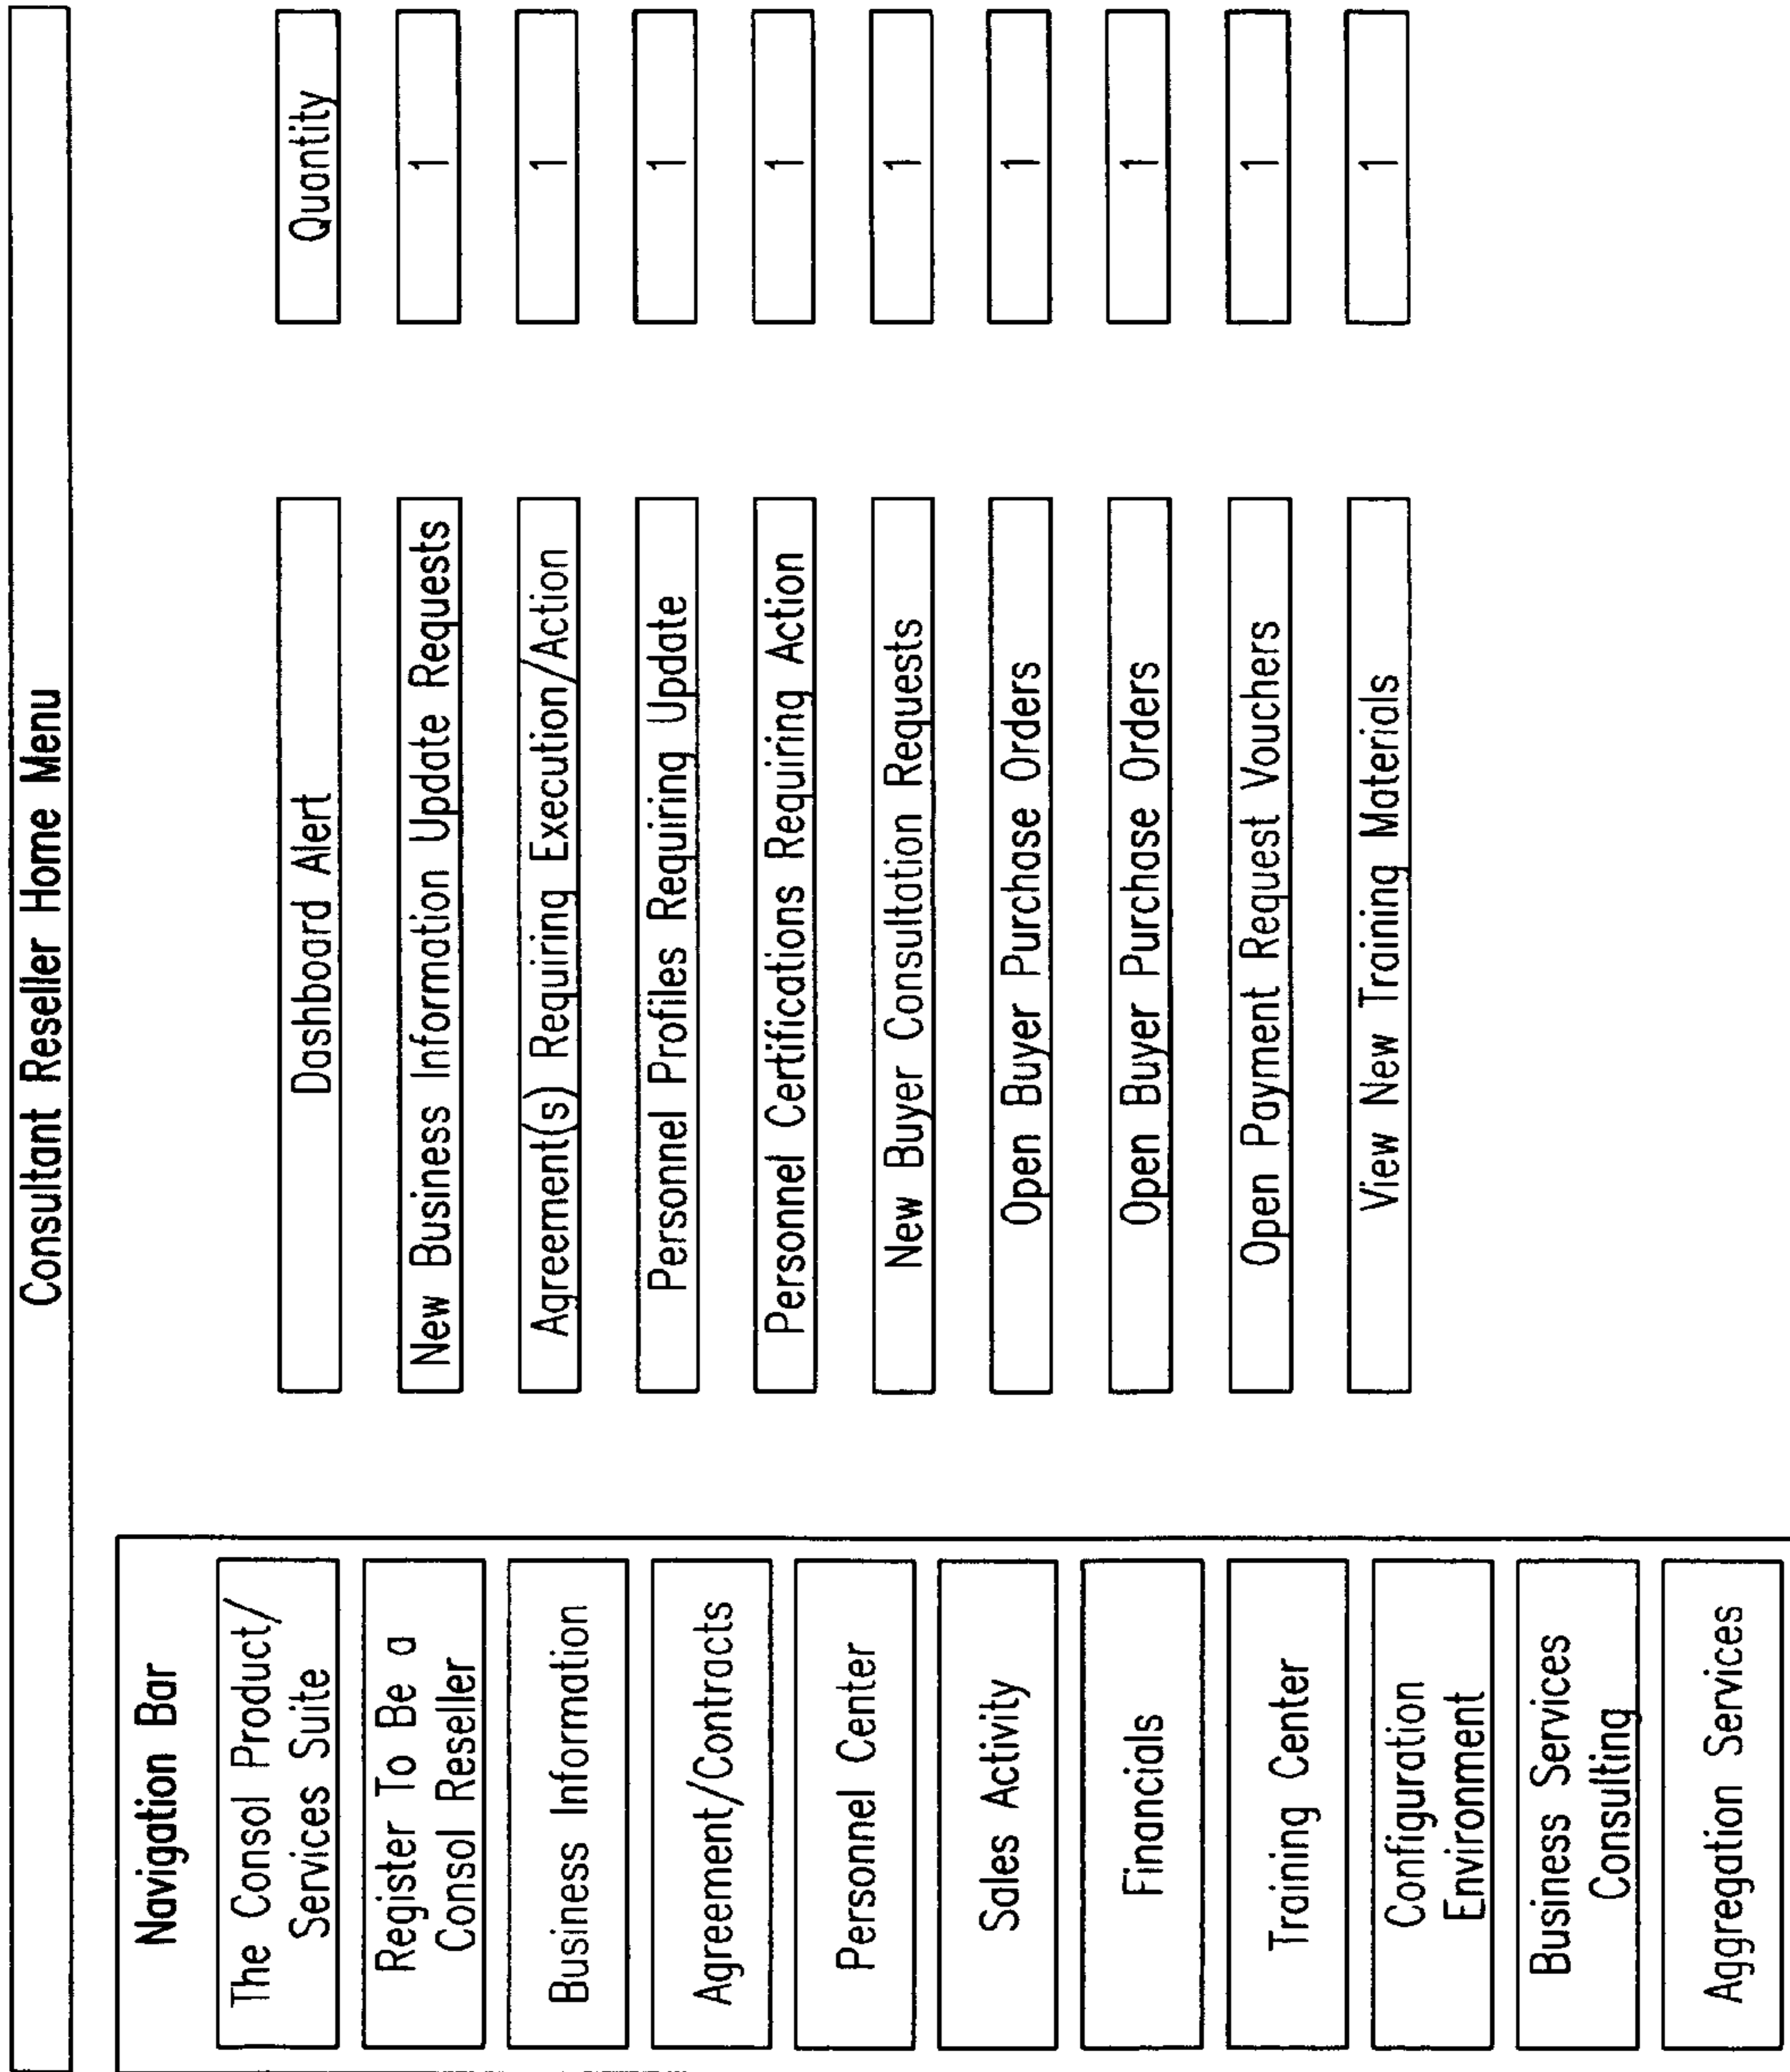 Consultant Reseller Home Menu
Navigation Bar
The Consol Product/
Services Suite
Register To Be a
Consol Reseller
Business Information
Agreement/Contracts
Personnel Center
Sales Activity
Financials
Training Center
Configuration
Environment
Business Services
Consulting
Aggregation Services
Dashboard Alert
Quantity
New Business Information Update Requests
1
Agreement(s) Requiring Execution/Action
1
Personnel Profiles Requiring Update
1
Personnel Certifications Requiring Action
1
New Buyer Consultation Requests
1
Open Buyer Purchase Orders
1
Open Buyer Purchase Orders
1
Open Payment Request Vouchers
1
View New Training Materials
1